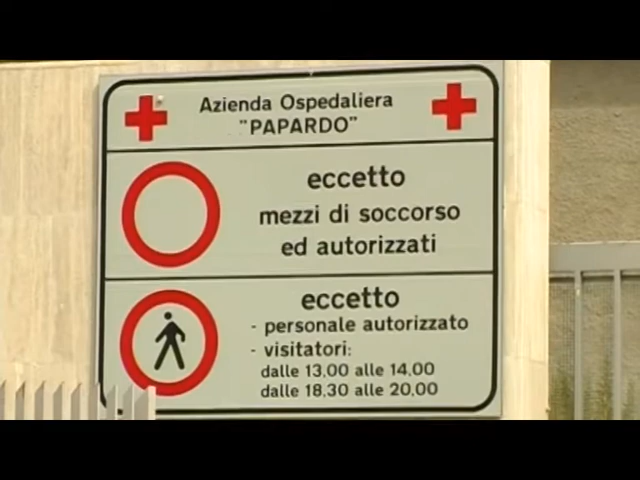 Azienda Ospedaliera
"PAPARDO"
eccetto
mezzi di soccorso
ed autorizzati
eccetto
- personale autorizzato
- visitatori:
dalle 13.00 alle 14.00
dalle 18.30 alle 20.00